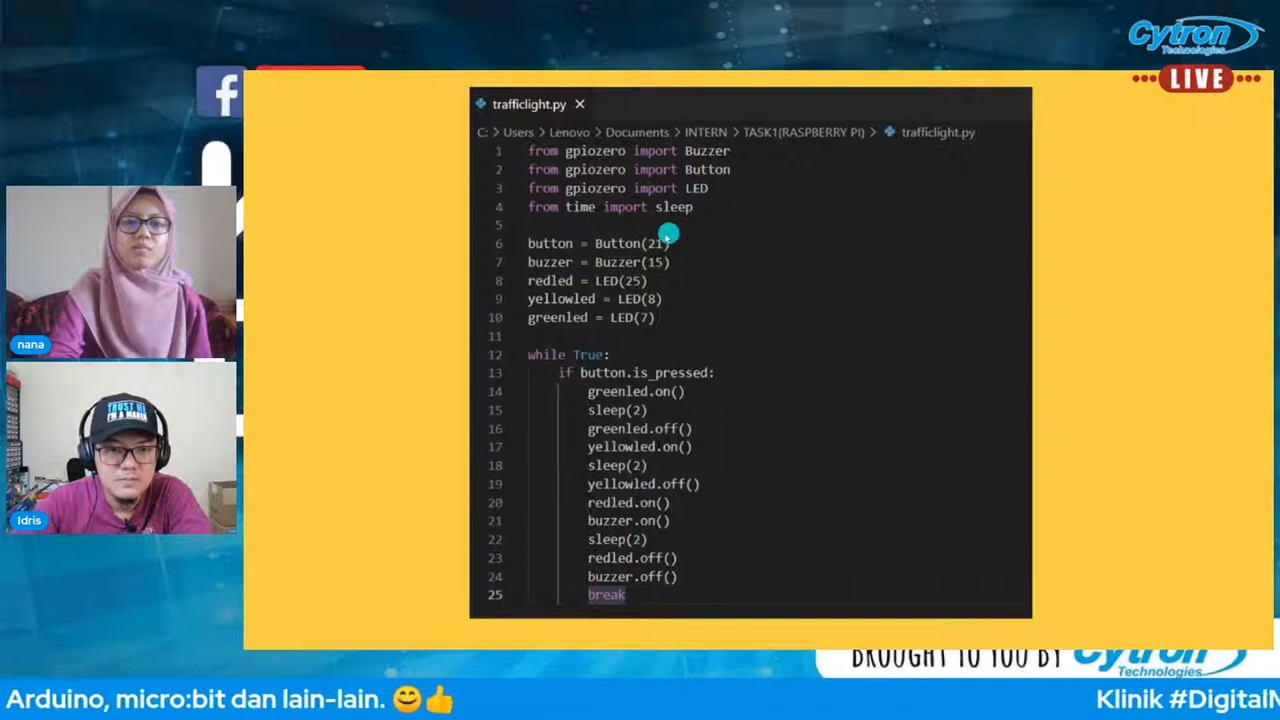 Cytron
Technologies
LIVE
f
trafficlight.py ×
C: > Users > Lenovo > Documents > INTERN > TASK1(RASPBERRY PI) > trafficlight.py
1 from gpiozero import Buzzer
2 from gpiozero import Button
3 from gpiozero import LED
4 from time import sleep
5
6 button = Button(21)
7 buzzer = Buzzer(15)
8 redled = LED(25)
9 yellowled = LED(8)
10 greenled = LED(7)
11
12 while True:
13 if button.is_pressed:
14 greenled.on()
15 sleep(2)
16 greenled.off()
17 yellowled.on()
18 sleep(2)
19 yellowled.off()
20 redled.on()
21 buzzer.on()
22 sleep(2)
23 redled.off()
24 buzzer.off()
25 break
nana
TRUST ME
I'M A MAKER
Idris
BROUGHT TO YOU BY Cytron
Technologies
Arduino, micro:bit dan lain-lain. 😊👍 Klinik #DigitalM